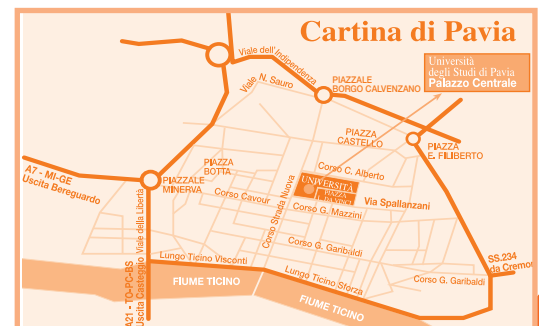 Cartina di Pavia
Università
degli Studi di Pavia
Palazzo Centrale
Viale dell'Indipendenza
Viale N. Sauro
PIAZZALE
BORGO CALVENZANO
PIAZZA
CASTELLO
PIAZZA
E. FILIBERTO
PIAZZA
BOTTA
Corso C. Alberto
A7 - MI-GE
Uscita Bereguardo
PIAZZALE
MINERVA
UNIVERSITÀ
PIAZZA
Corso Cavour
Corso Strada Nuova
Corso G. Mazzini
Via Spallanzani
Viale della Libertà
Corso G. Garibaldi
Lungo Ticino Visconti
Lungo Ticino Sforza
Corso G. Garibaldi
SS.234
da Cremo
FIUME TICINO
FIUME TICINO
A21 - TO-PC-BS
Uscita Casteggio